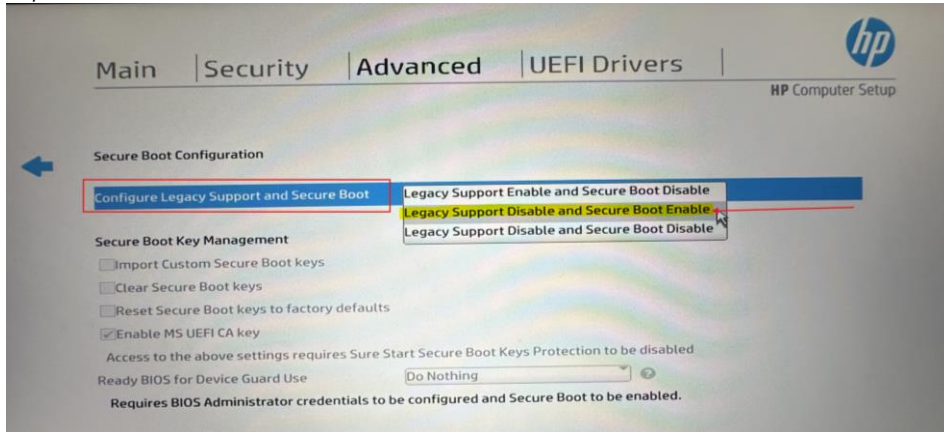 hp
Main Security Advanced UEFI Drivers
HP Computer Setup
Secure Boot Configuration
Configure Legacy Support and Secure Boot
Legacy Support Enable and Secure Boot Disable
Legacy Support Disable and Secure Boot Enable
Legacy Support Disable and Secure Boot Disable
Secure Boot Key Management
Import Custom Secure Boot keys
Clear Secure Boot keys
Reset Secure Boot keys to factory defaults
Enable MS UEFI CA key
Access to the above settings requires Sure Start Secure Boot Keys Protection to be disabled
Ready BIOS for Device Guard Use Do Nothing ?
Requires BIOS Administrator credentials to be configured and Secure Boot to be enabled.